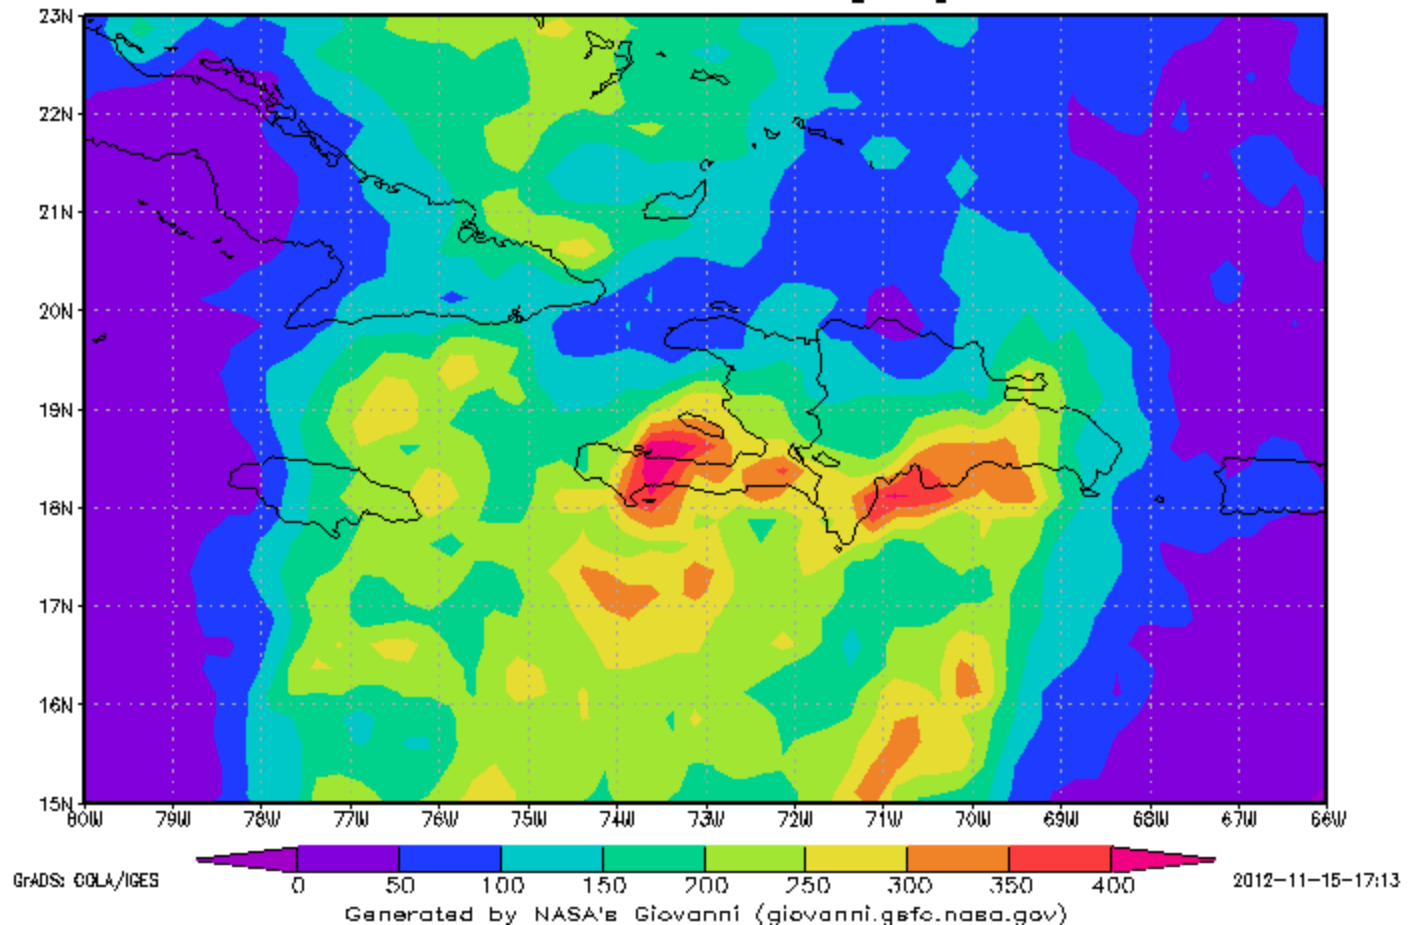 23N
22N
21N
20N
19N
18N
17N
16N
15N
80W 79W 78W 77W 76W 75W 74W 73W 72W 71W 70W 69W 68W 67W 66W
0 50 100 150 200 250 300 350 400
GrADS: COLA/IGES 2012-11-15-17:13
Generated by NASA's Giovanni (giovanni.gsfc.nasa.gov)